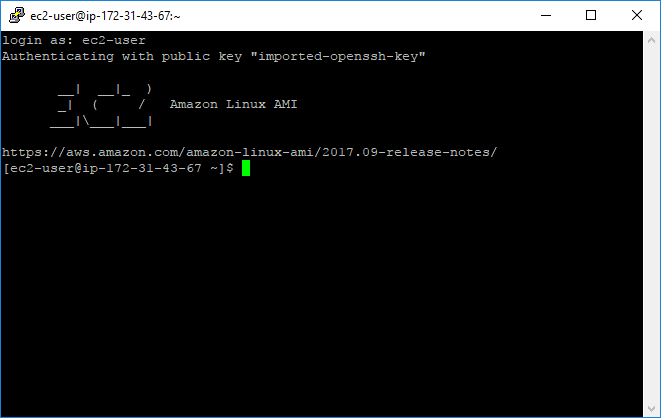 ec2-user@ip-172-31-43-67:~
login as: ec2-user
Authenticating with public key "imported-openssh-key"
       __|  __|_  )
       _|  (     /   Amazon Linux AMI
      ___|\___|___|
https://aws.amazon.com/amazon-linux-ami/2017.09-release-notes/
[ec2-user@ip-172-31-43-67 ~]$